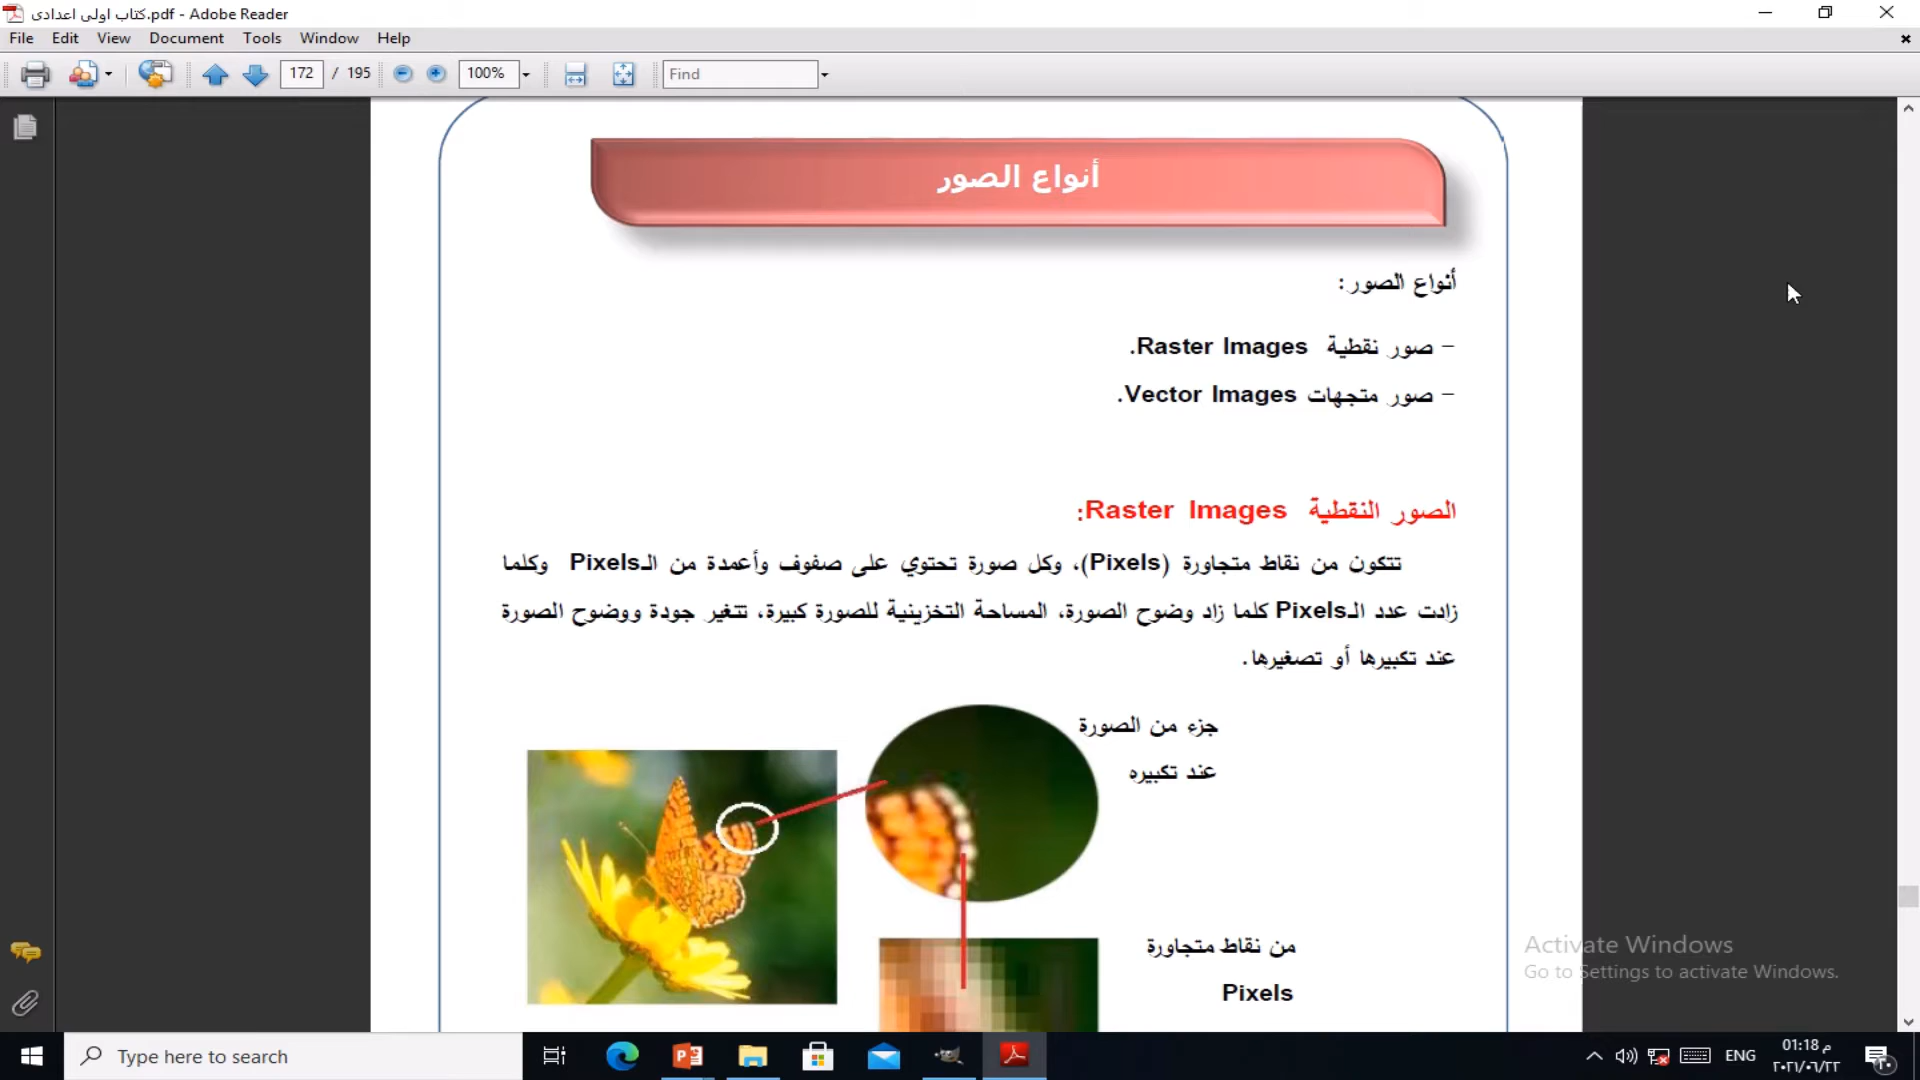 كتاب اولى اعدادى.pdf - Adobe Reader
File Edit View Document Tools Window Help
172 / 195 100% Find
أنواع الصور
أنواع الصور:
- صور نقطية Raster Images.
- صور متجهات Vector Images.
الصور النقطية Raster Images:
تتكون من نقاط متجاورة (Pixels)، وكل صورة تحتوي على صفوف وأعمدة من الـPixels وكلما
زادت عدد الـPixels كلما زاد وضوح الصورة، المساحة التخزينية للصورة كبيرة، تتغير جودة ووضوح الصورة
عند تكبيرها أو تصغيرها.
جزء من الصورة
عند تكبيره
من نقاط متجاورة
Pixels
Activate Windows
Go to Settings to activate Windows.
Type here to search
ENG
01:18 م
٢٠٢١/٠٦/٢٢